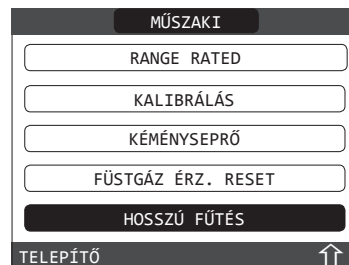 MŰSZAKI
RANGE RATED
KALIBRÁLÁS
KÉMÉNYSEPRŐ
FÜSTGÁZ ÉRZ. RESET
HOSSZÚ FŰTÉS
TELEPÍTŐ